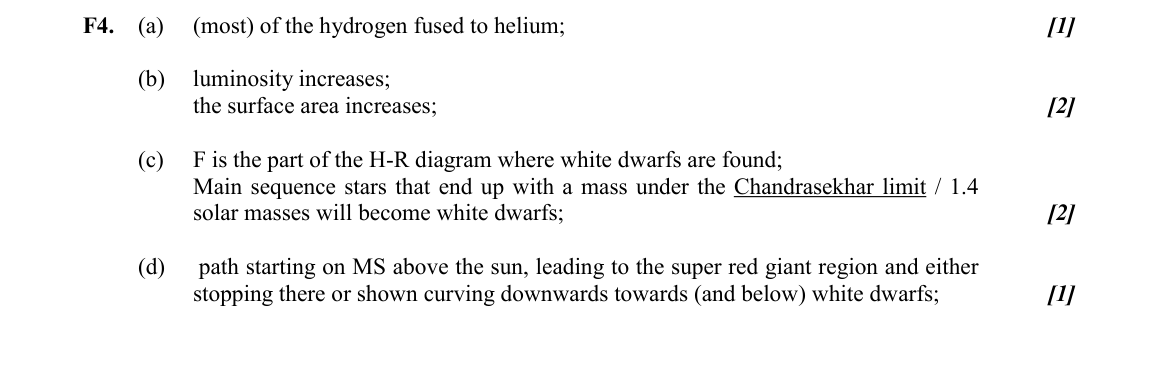 F4. (a) (most) of the hydrogen fused to helium; [1]
(b) luminosity increases;
the surface area increases; [2]
(c) F is the part of the H-R diagram where white dwarfs are found;
Main sequence stars that end up with a mass under the Chandrasekhar limit / 1.4
solar masses will become white dwarfs; [2]
(d) path starting on MS above the sun, leading to the super red giant region and either
stopping there or shown curving downwards towards (and below) white dwarfs; [1]